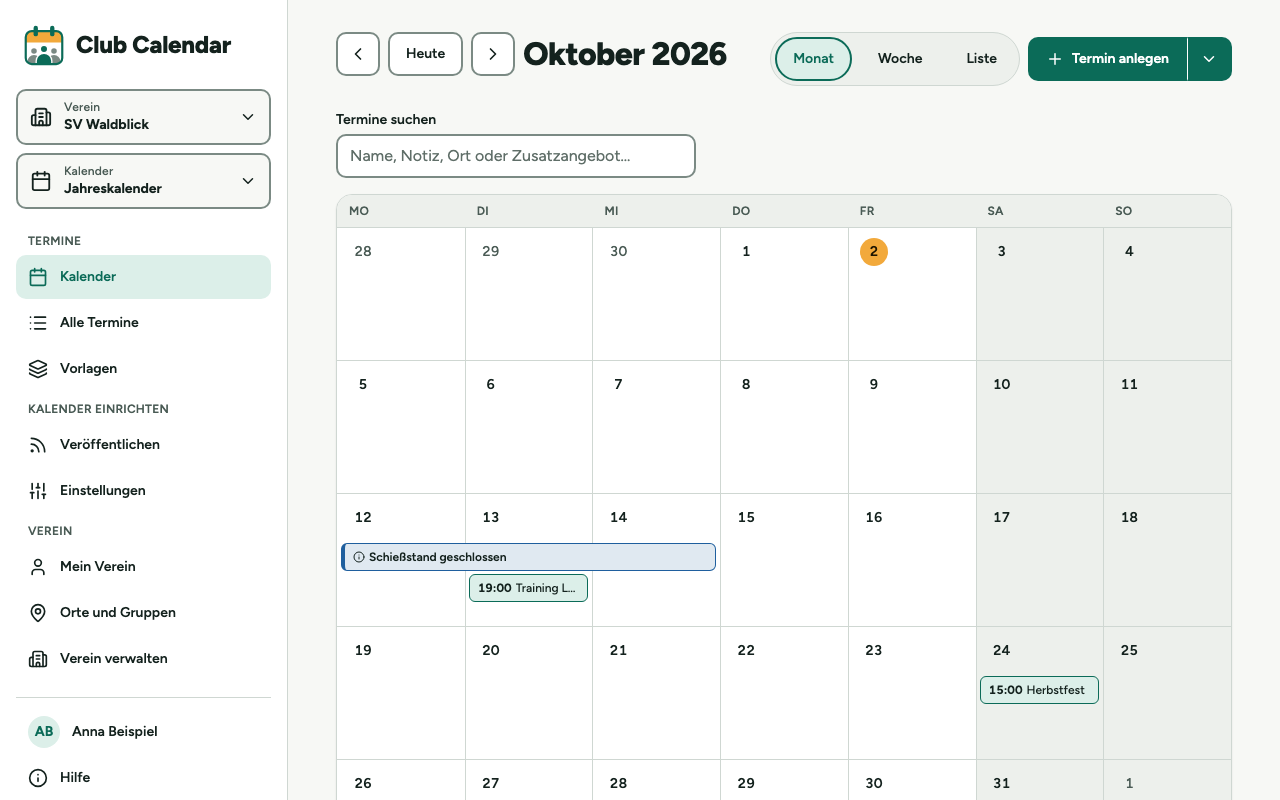 Club Calendar
Verein
SV Waldblick
Kalender
Jahreskalender
TERMINE
Kalender
Alle Termine
Vorlagen
KALENDER EINRICHTEN
Veröffentlichen
Einstellungen
VEREIN
Mein Verein
Orte und Gruppen
Verein verwalten
AB Anna Beispiel
Hilfe
Heute Oktober 2026 Monat Woche Liste Termin anlegen
Termine suchen
Name, Notiz, Ort oder Zusatzangebot...
MO DI MI DO FR SA SO
28 29 30 1 2 3 4
5 6 7 8 9 10 11
12 13 14 15 16 17 18
Schießstand geschlossen
19:00 Training L...
19 20 21 22 23 24 25
15:00 Herbstfest
26 27 28 29 30 31 1